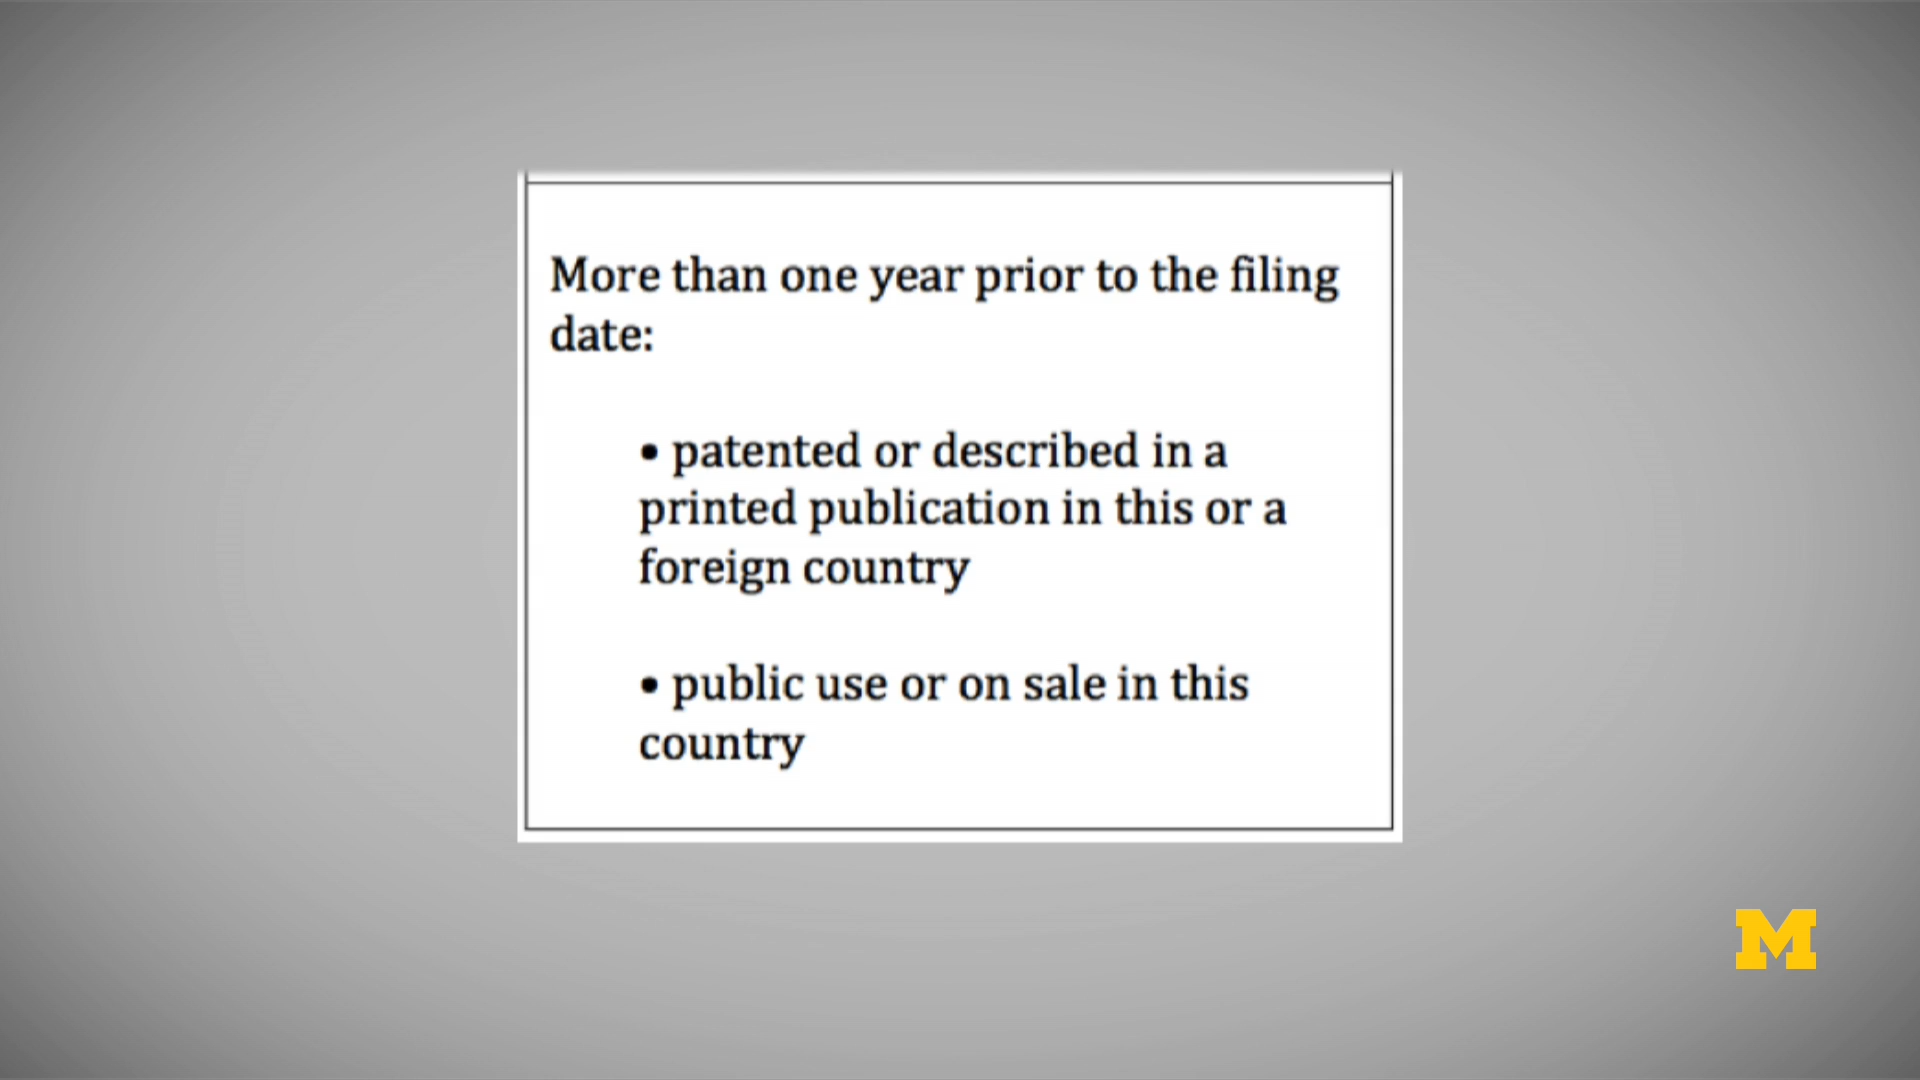 More than one year prior to the filing
date:
• patented or described in a
printed publication in this or a
foreign country
• public use or on sale in this
country
M